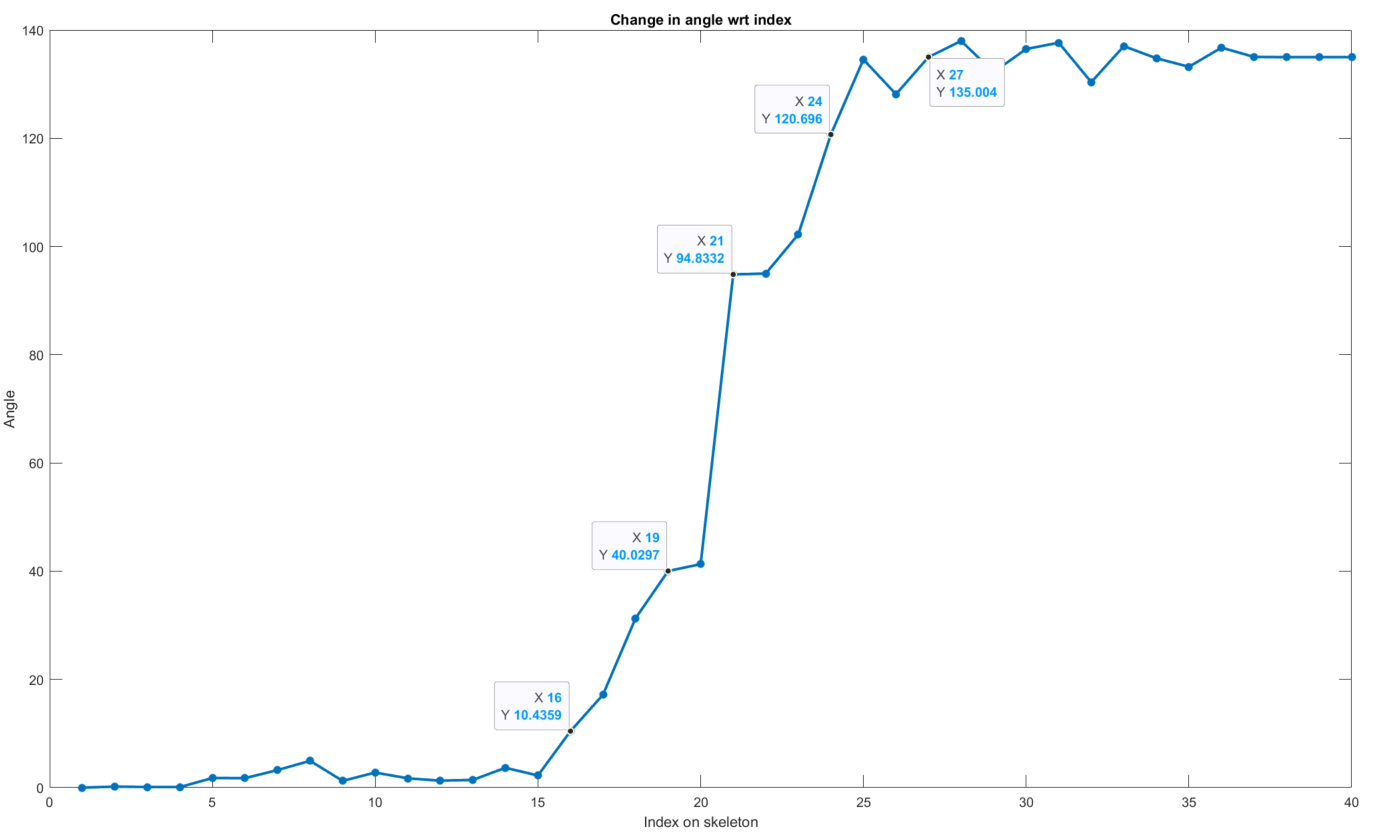 Change in angle wrt index
140
120
100
80
60
40
20
0
Angle
X 27
Y 135.004
X 24
Y 120.696
X 21
Y 94.8332
X 19
Y 40.0297
X 16
Y 10.4359
0 5 10 15 20 25 30 35 40
Index on skeleton